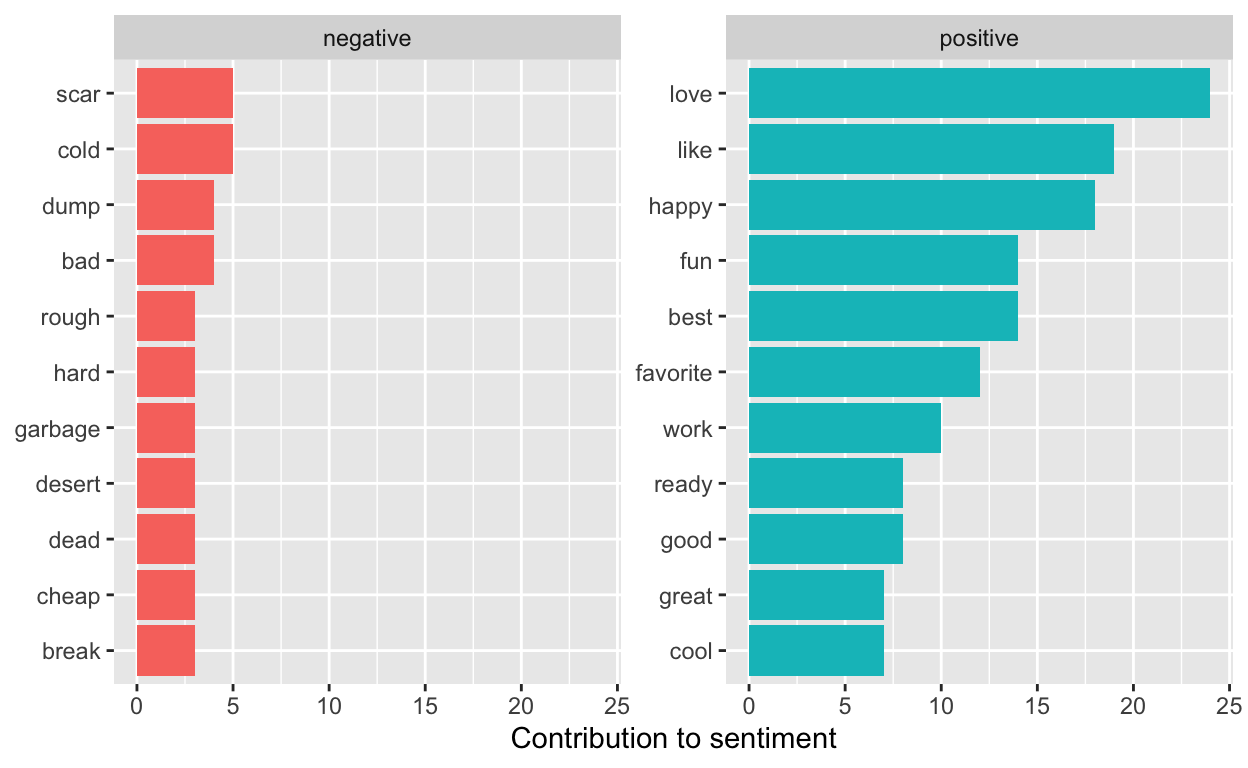 negative
scar
cold
dump
bad
rough
hard
garbage
desert
dead
cheap
break
0 5 10 15 20 25
positive
love
like
happy
fun
best
favorite
work
ready
good
great
cool
0 5 10 15 20 25
Contribution to sentiment